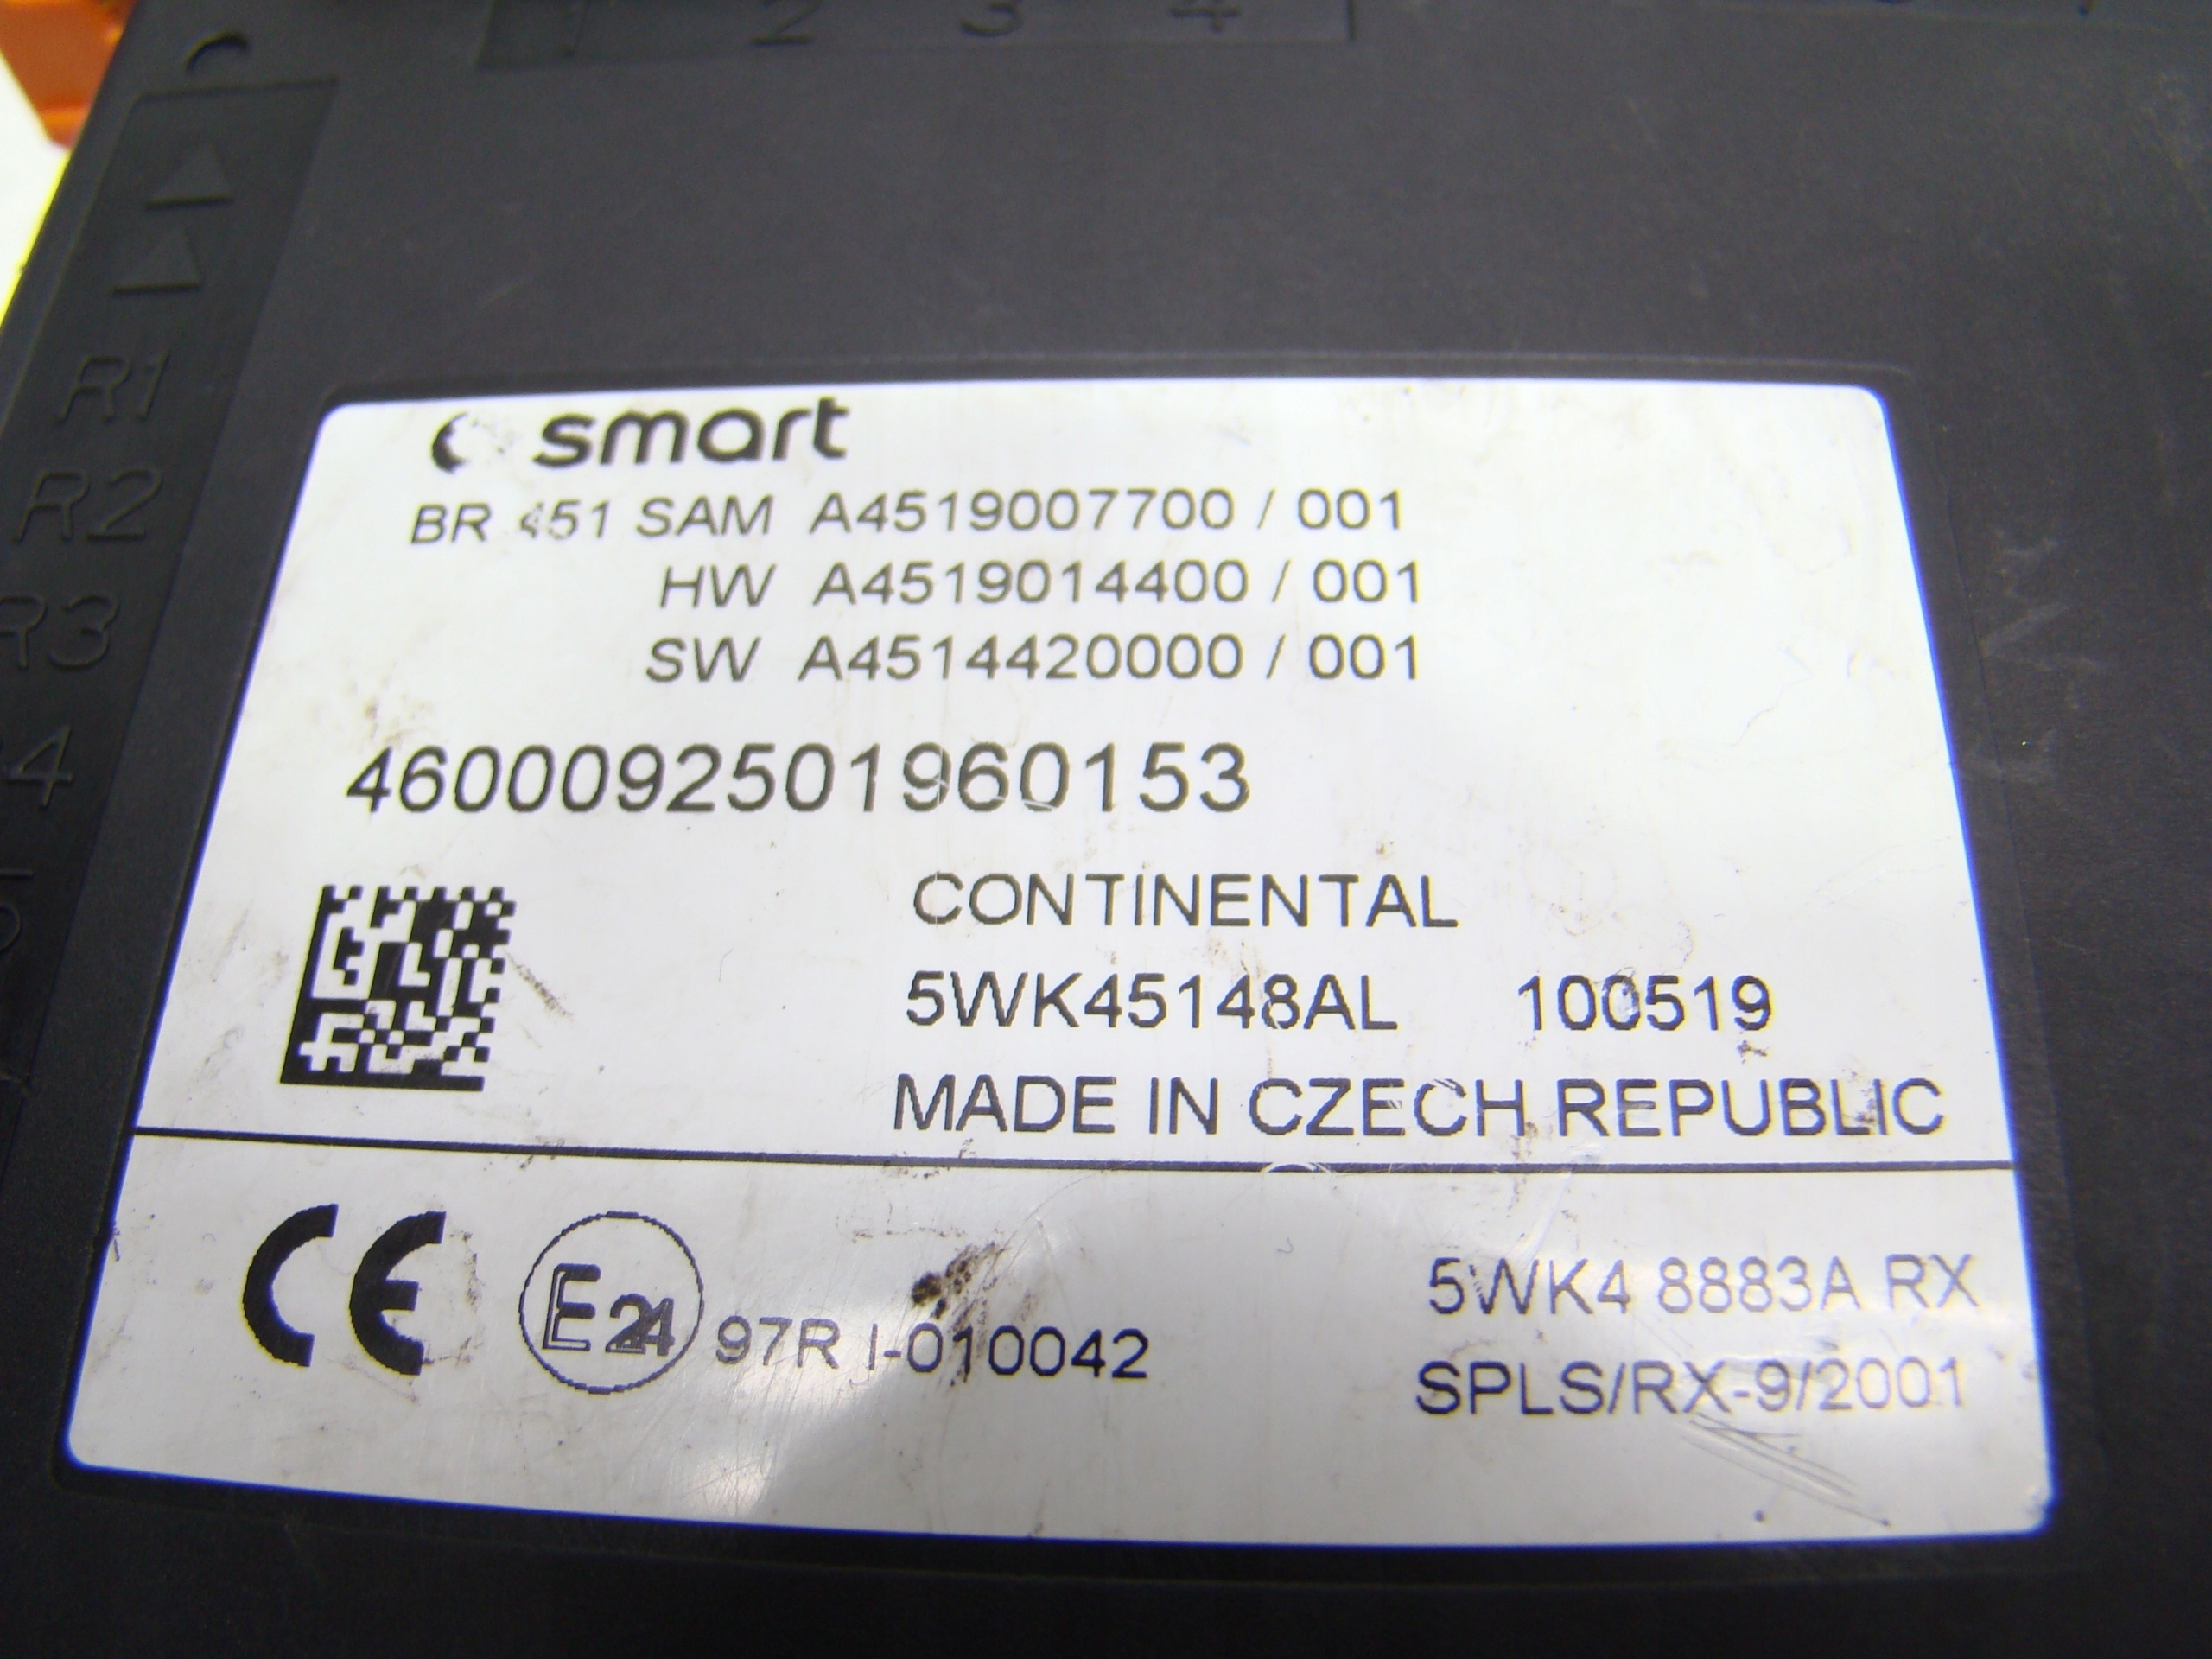 1 2 3 4
R1
R2
R3
smart
BR 451 SAM A4519007700 / 001
HW A4519014400 / 001
SW A4514420000 / 001
4600092501960153
CONTINENTAL
5WK45148AL 100519
MADE IN CZECH REPUBLIC
CE E24 97R I-010042
5WK4 8883A RX
SPLS/RX-9/2001